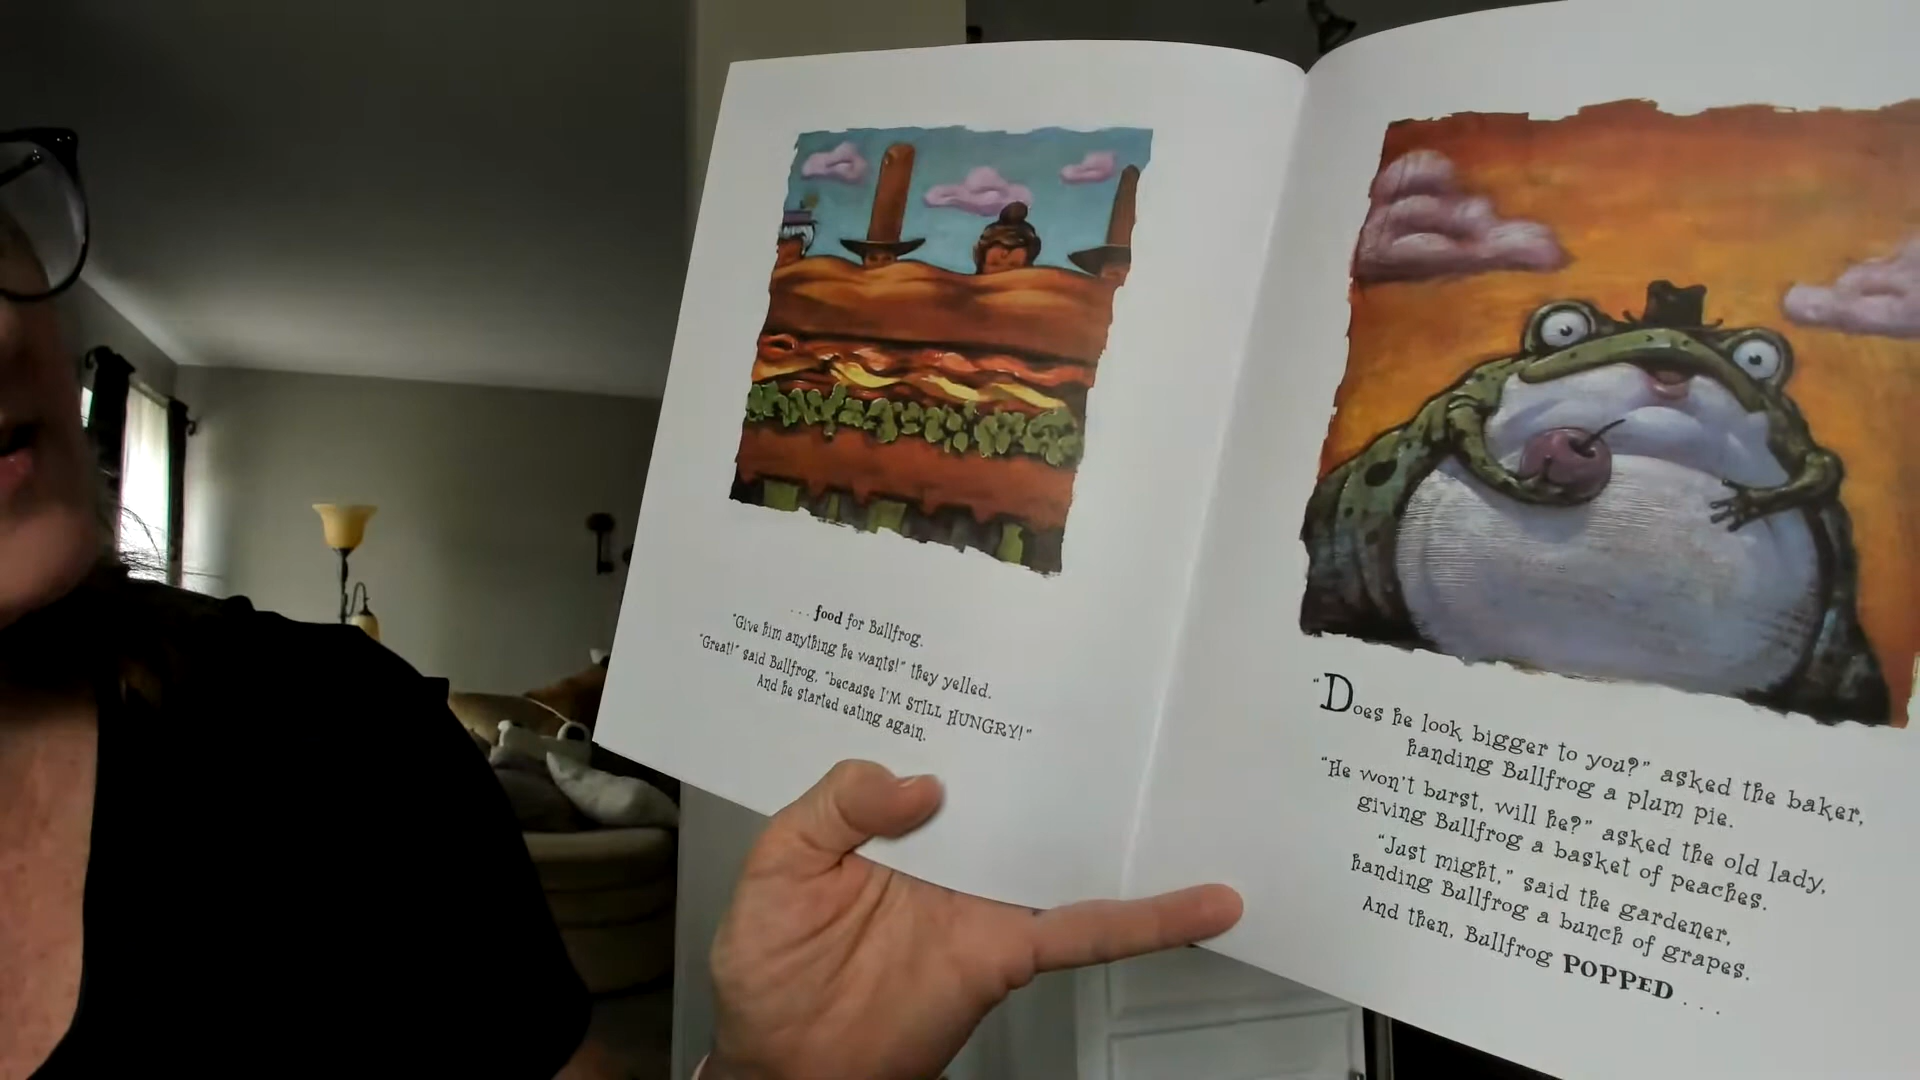 . . . food for Bullfrog.
"Give him anything he wants!" they yelled.
"Great!" said Bullfrog, "because I'M STILL HUNGRY!"
And he started eating again.
"Does he look bigger to you?" asked the baker,
handing Bullfrog a plum pie.
"He won't burst, will he?" asked the old lady,
giving Bullfrog a basket of peaches.
"Just might," said the gardener,
handing Bullfrog a bunch of grapes.
And then, Bullfrog POPPED . . .